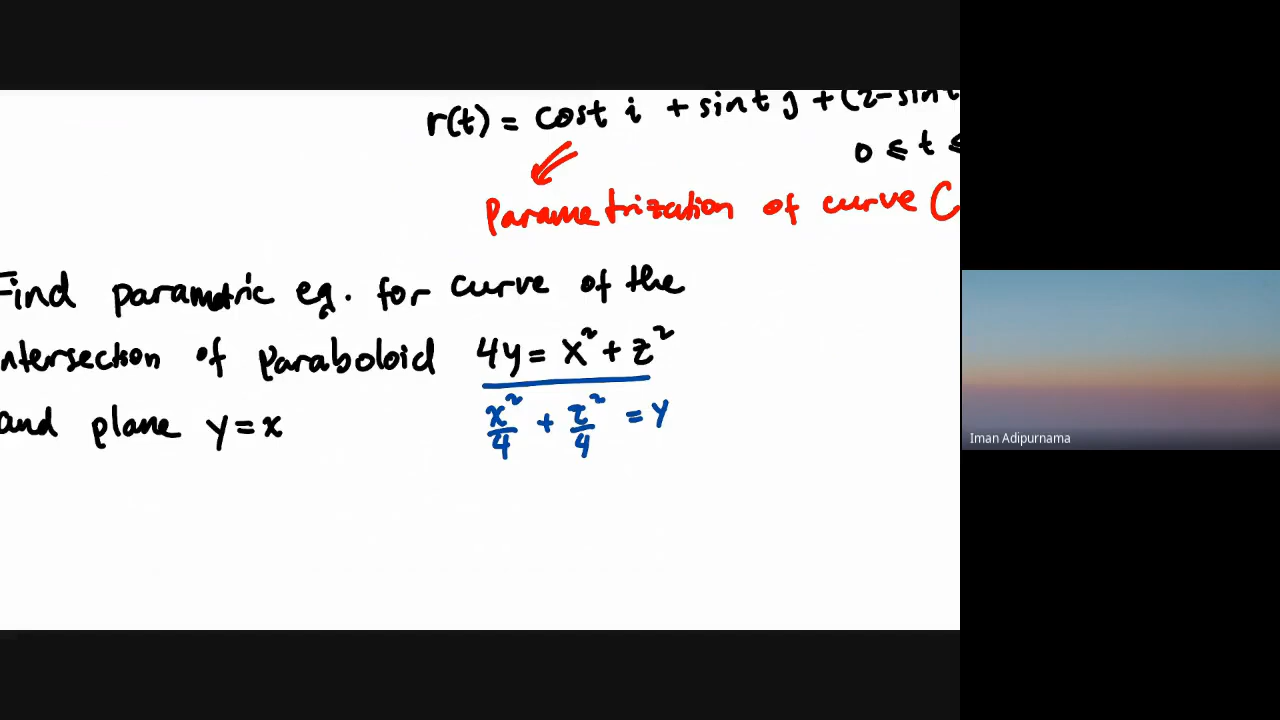 r(t) = cost i + sint j + (2-sint
0 ≤ t ≤
Parametrization of curve C
Find parametric eq. for curve of the
intersection of paraboloid 4y = x² + z²
and plane y = x
x²/4 + z²/4 = y
Iman Adipurnama